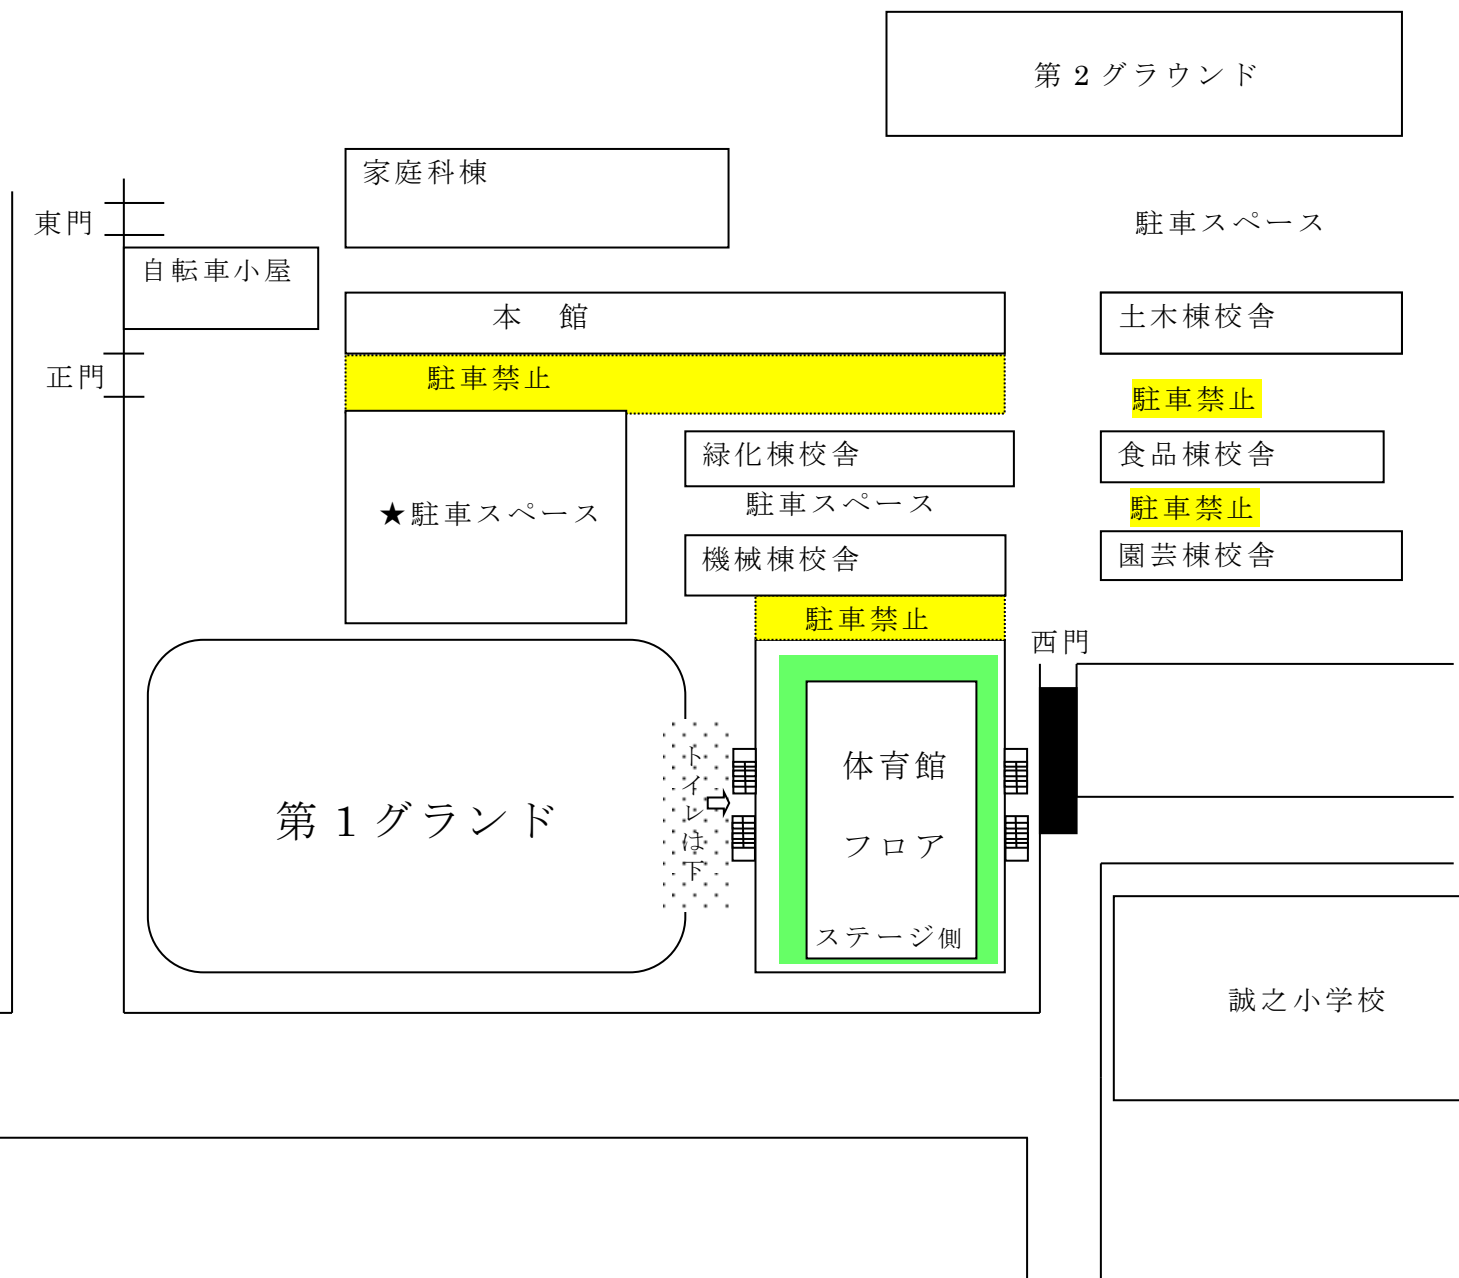 第２グラウンド
家庭科棟
東門
駐車スペース
自転車小屋
本　館
土木棟校舎
正門
駐車禁止
駐車禁止
緑化棟校舎
食品棟校舎
★駐車スペース
駐車スペース
駐車禁止
機械棟校舎
園芸棟校舎
駐車禁止
西門
トイレは下
体育館
フロア
第１グランド
ステージ側
誠之小学校